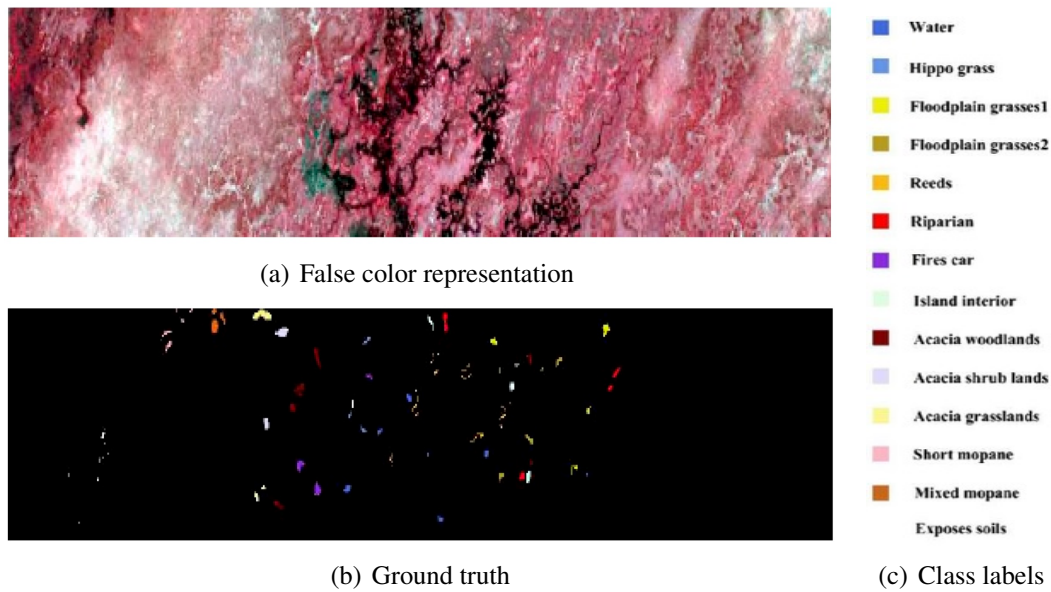 Water
Hippo grass
Floodplain grasses1
Floodplain grasses2
Reeds
Riparian
Fires car
Island interior
Acacia woodlands
Acacia shrub lands
Acacia grasslands
Short mopane
Mixed mopane
Exposes soils
(a) False color representation
(b) Ground truth
(c) Class labels